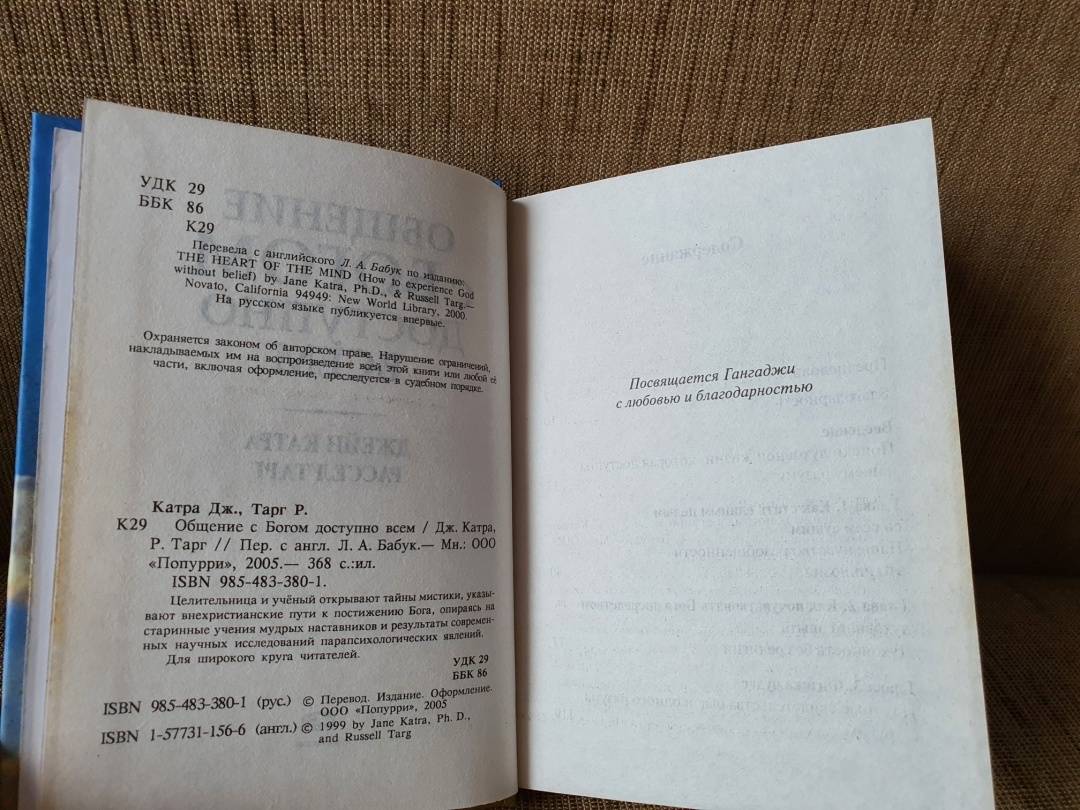 УДК 29
ББК 86
К29
Перевела с английского Л. А. Бабук по изданию:
THE HEART OF THE MIND (How to experience God
without belief) by Jane Katra, Ph.D., & Russell Targ.—
Novato, California 94949: New World Library, 2000.
На русском языке публикуется впервые.
Охраняется законом об авторском праве. Нарушение ограничений,
накладываемых им на воспроизведение всей этой книги или любой её
части, включая оформление, преследуется в судебном порядке.
Катра Дж., Тарг Р.
К29 Общение с Богом доступно всем / Дж. Катра,
Р. Тарг // Пер. с англ. Л. А. Бабук.— Мн.: ООО
«Попурри», 2005.— 368 с.:ил.
ISBN 985-483-380-1.
Целительница и учёный открывают тайны мистики, указы-
вают внехристианские пути к постижению Бога, опираясь на
старинные учения мудрых наставников и результаты современ-
ных научных исследований парапсихологических явлений.
Для широкого круга читателей.
УДК 29
ББК 86
ISBN 985-483-380-1 (рус.) © Перевод. Издание. Оформление.
ООО «Попурри», 2005
ISBN 1-57731-156-6 (англ.) © 1999 by Jane Katra, Ph. D.,
and Russell Targ
Посвящается Гангаджи
с любовью и благодарностью